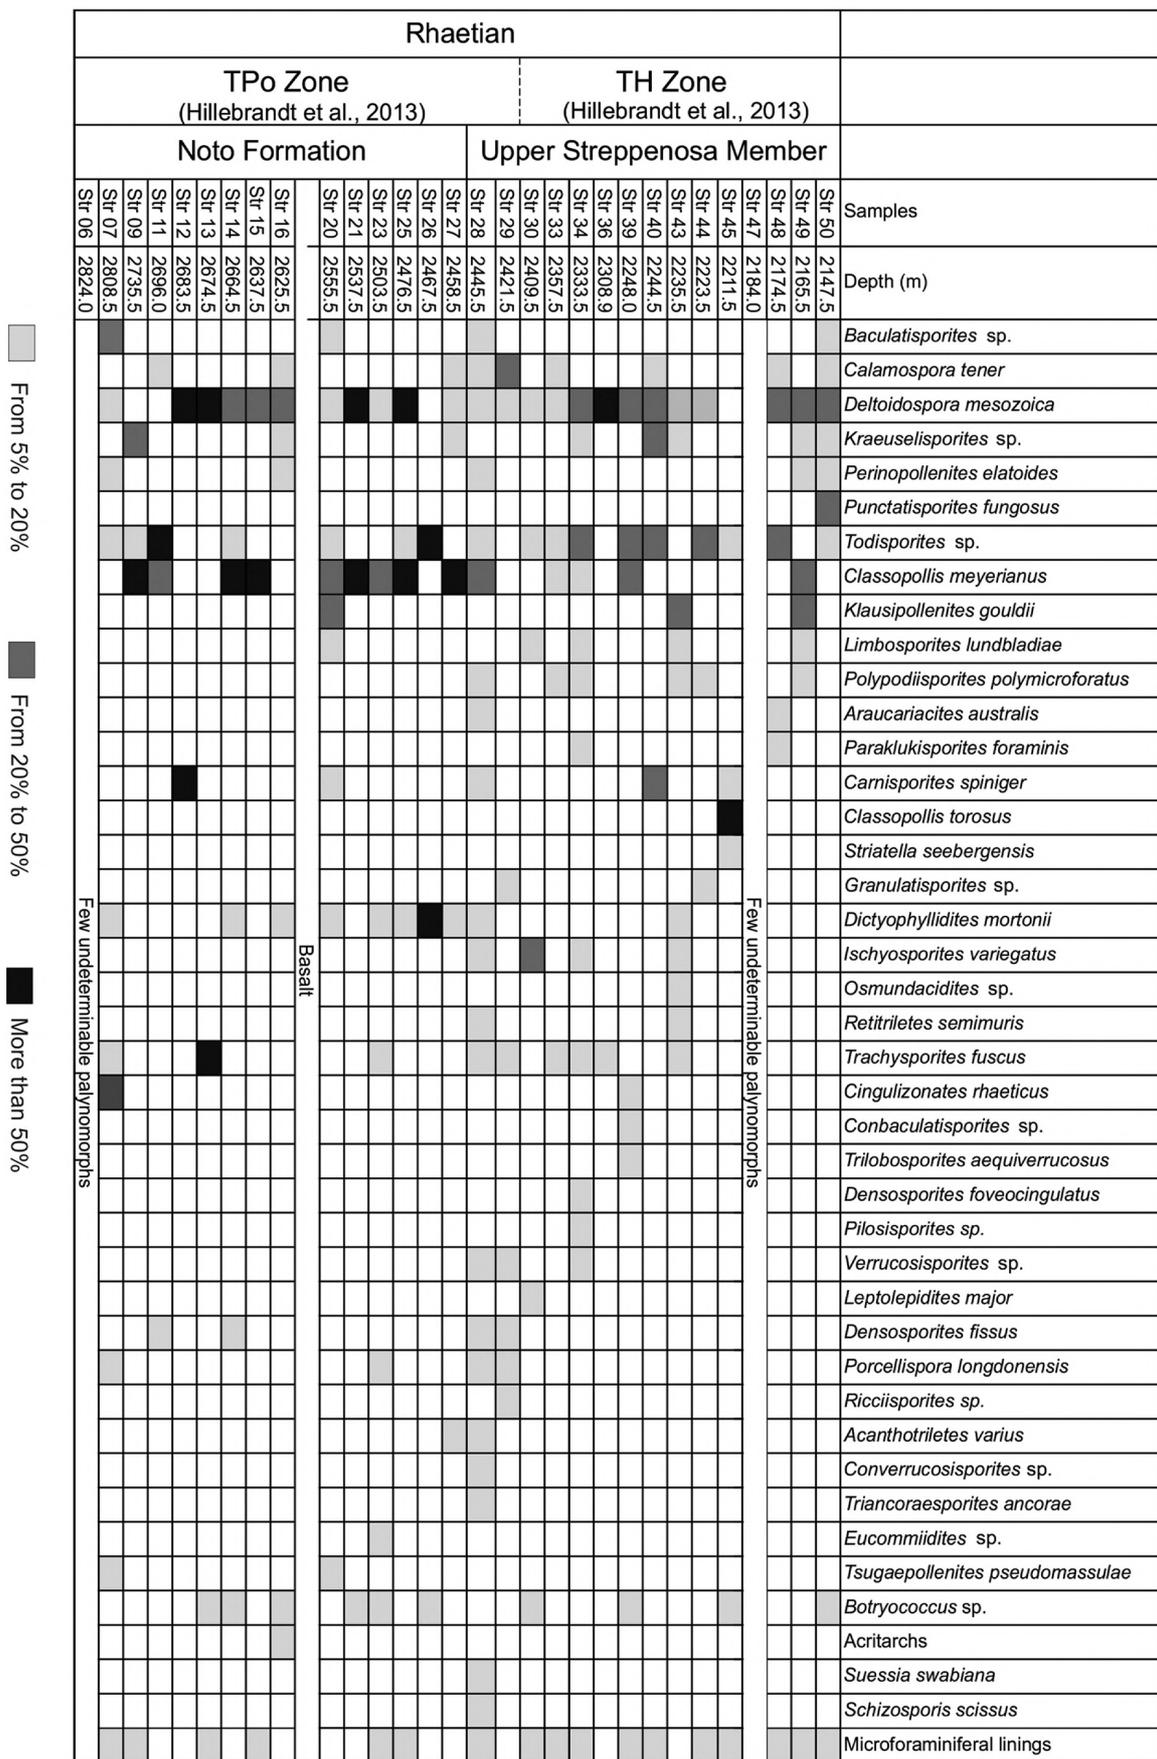 Rhaetian
TPo Zone
(Hillebrandt et al., 2013)
TH Zone
(Hillebrandt et al., 2013)
Noto Formation
Upper Streppenosa Member
Str 06
Str 07
Str 09
Str 11
Str 12
Str 13
Str 14
Str 15
Str 16
Str 20
Str 21
Str 23
Str 25
Str 26
Str 27
Str 28
Str 29
Str 30
Str 33
Str 34
Str 36
Str 39
Str 40
Str 43
Str 44
Str 45
Str 47
Str 48
Str 49
Str 50
Samples
2824.0
2808.5
2735.5
2696.0
2683.5
2674.5
2664.5
2637.5
2625.5
2555.5
2537.5
2503.5
2476.5
2467.5
2458.5
2445.5
2421.5
2409.5
2357.5
2333.5
2308.9
2248.0
2244.5
2235.5
2223.5
2211.5
2184.0
2174.5
2165.5
2147.5
Depth (m)
Baculatisporites sp.
Calamospora tener
Deltoidospora mesozoica
Kraeuselisporites sp.
Perinopollenites elatoides
Punctatisporites fungosus
Todisporites sp.
Classopollis meyerianus
Klausipollenites gouldii
Limbosporites lundbladiae
Polypodiisporites polymicroforatus
Araucariacites australis
Paraklukisporites foraminis
Carnisporites spiniger
Classopollis torosus
Striatella seebergensis
Granulatisporites sp.
Dictyophyllidites mortonii
Ischyosporites variegatus
Osmundacidites sp.
Retitriletes semimuris
Trachysporites fuscus
Cingulizonates rhaeticus
Conbaculatisporites sp.
Trilobosporites aequiverrucosus
Densosporites foveocingulatus
Pilosisporites sp.
Verrucosisporites sp.
Leptolepidites major
Densosporites fissus
Porcellispora longdonensis
Ricciisporites sp.
Acanthotriletes varius
Converrucosisporites sp.
Triancoraesporites ancorae
Eucommiidites sp.
Tsugaepollenites pseudomassulae
Botryococcus sp.
Acritarchs
Suessia swabiana
Schizosporis scissus
Microforaminiferal linings
Few undeterminable palynomorphs
Basalt
Few undeterminable palynomorphs
From 5% to 20%
From 20% to 50%
More than 50%